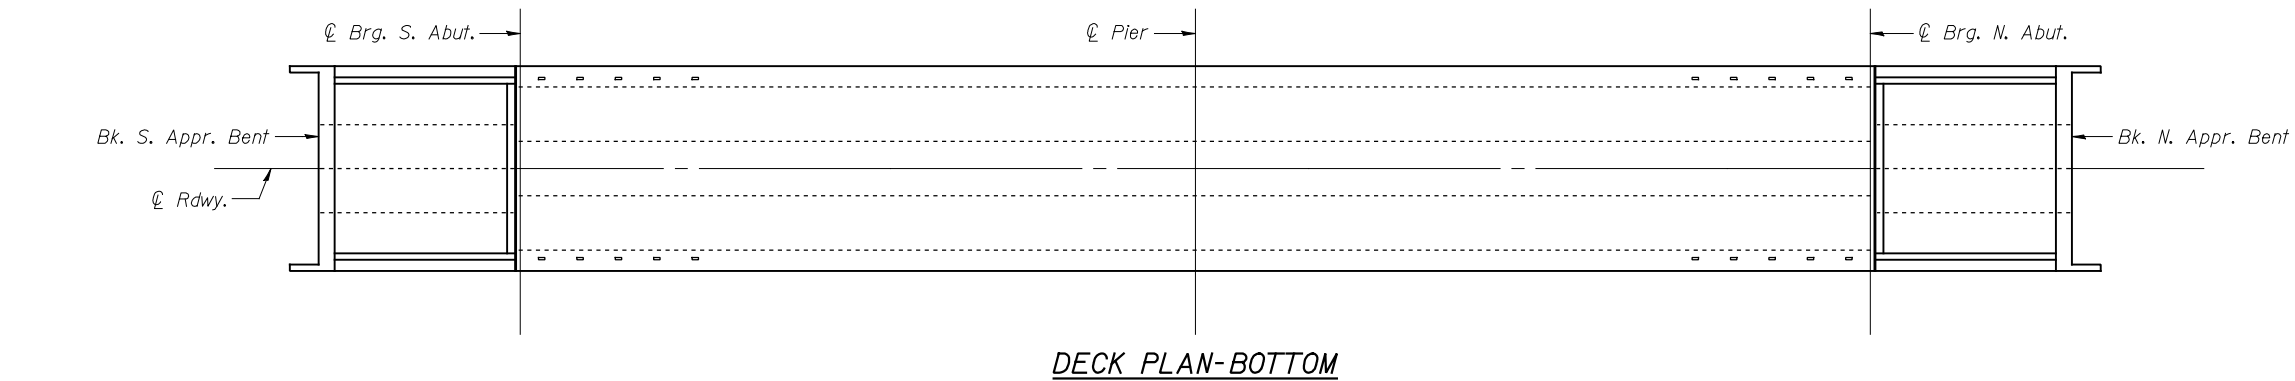 ℄ Brg. S. Abut.
℄ Pier
℄ Brg. N. Abut.
Bk. S. Appr. Bent
Bk. N. Appr. Bent
℄ Rdwy.
DECK PLAN-BOTTOM